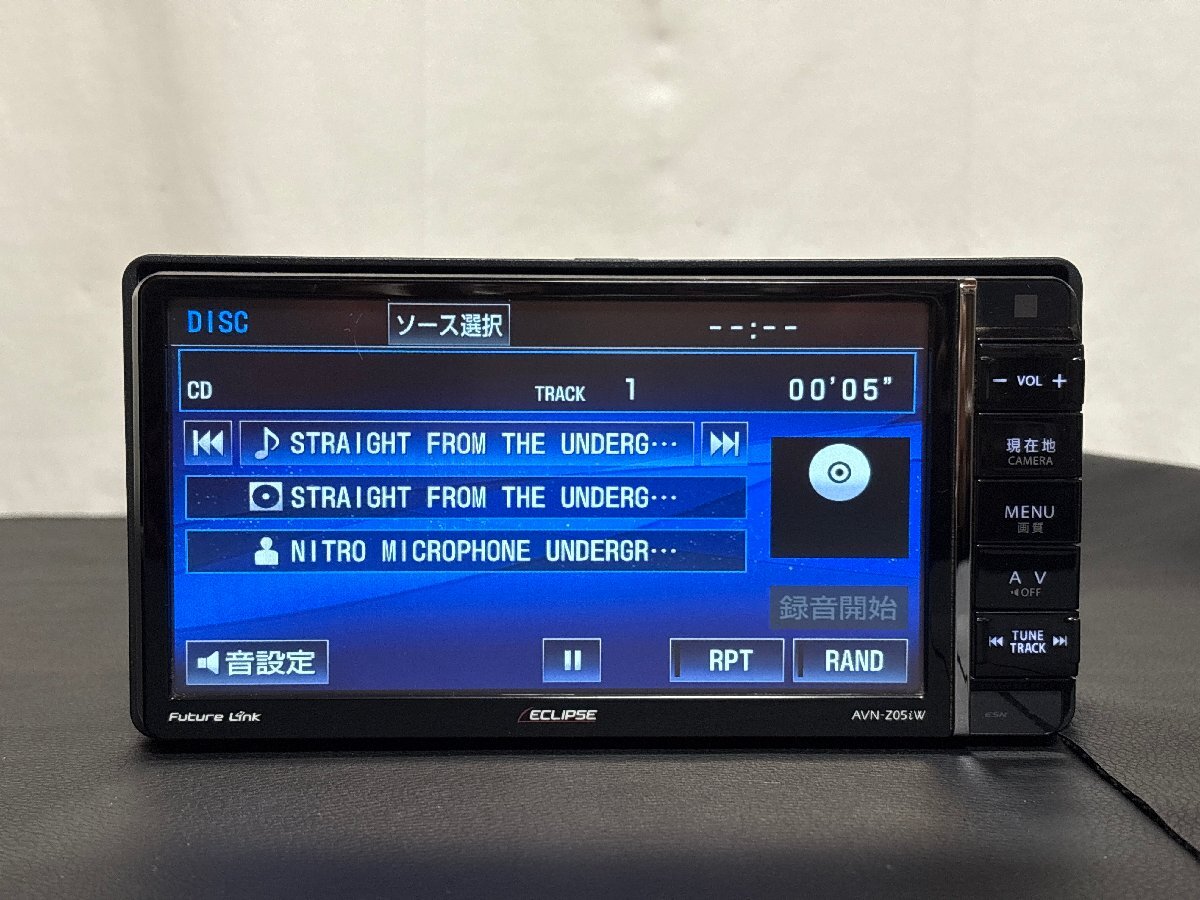 DISC ソース選択 --:--
CD TRACK 1 00'05"
STRAIGHT FROM THE UNDERG…
STRAIGHT FROM THE UNDERG…
NITRO MICROPHONE UNDERGR…
録音開始
音設定 RPT RAND
Future Link ECLIPSE AVN-Z05iW
− VOL +
現在地
CAMERA
MENU
画質
A V
OFF
TUNE
TRACK
ESN